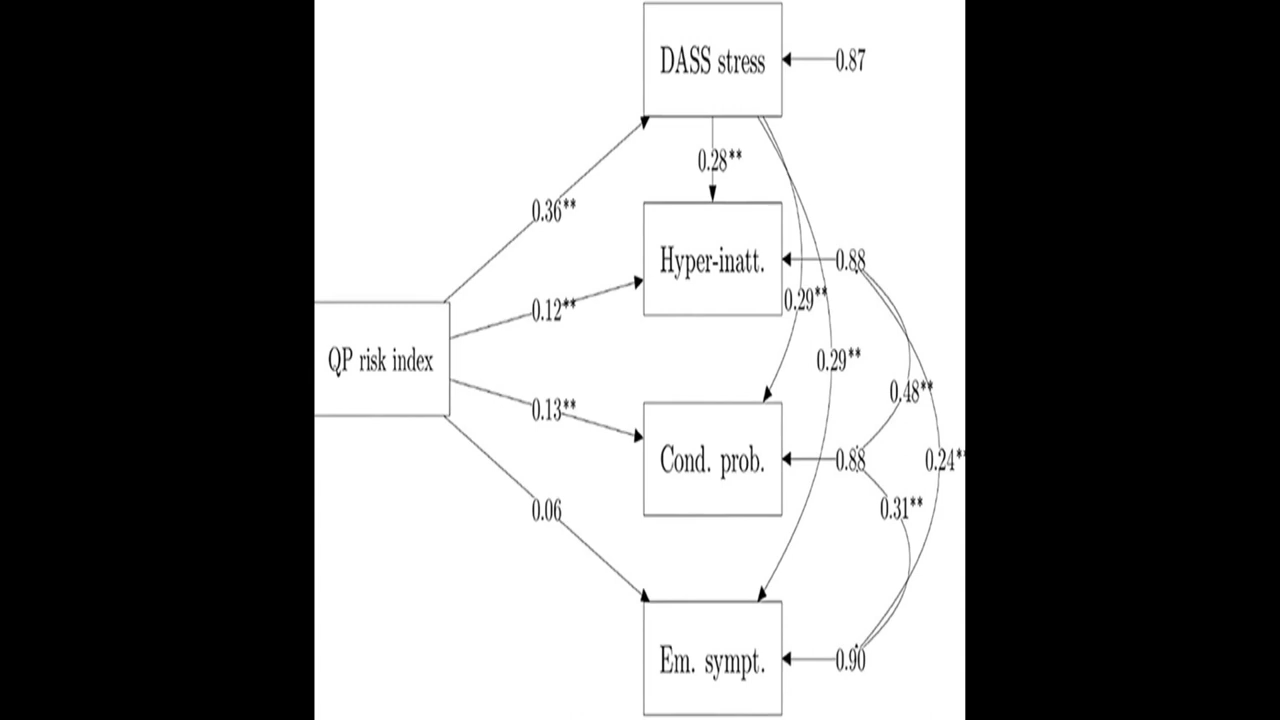 DASS stress
0.87
0.28**
0.36**
Hyper-inatt.
0.88
0.29**
0.12**
QP risk index
0.29**
0.48**
0.13**
Cond. prob.
0.88
0.24**
0.31**
0.06
Em. sympt.
0.90